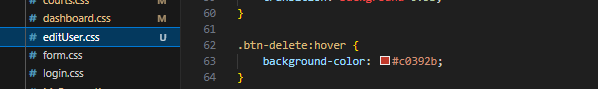 courts.css M
60 }
# dashboard.css M
61
# editUser.css U
62 .btn-delete:hover {
# form.css
63 background-color: #c0392b;
# login.css
64 }